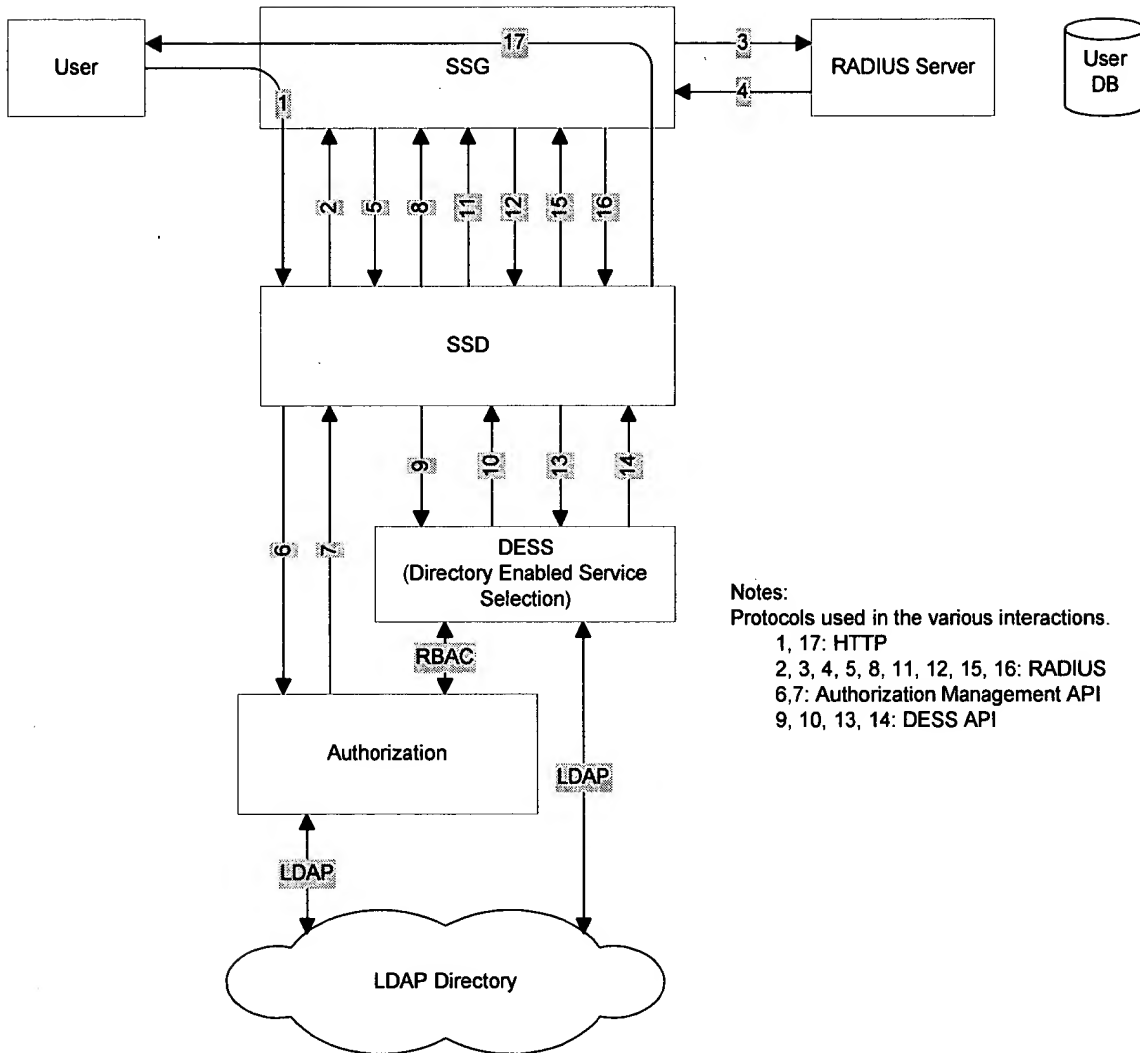 User
SSG
17
3
RADIUS Server
User
DB
1
4
2
5
8
11
12
15
16
SSD
9
10
13
14
6
7
DESS
(Directory Enabled Service
Selection)
Notes:
Protocols used in the various interactions.
1, 17: HTTP
2, 3, 4, 5, 8, 11, 12, 15, 16: RADIUS
6,7: Authorization Management API
9, 10, 13, 14: DESS API
RBAC
Authorization
LDAP
LDAP
LDAP Directory